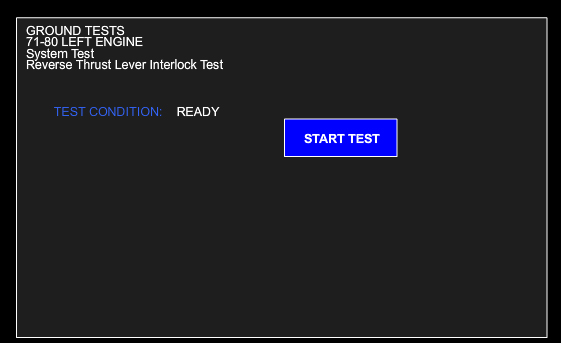 GROUND TESTS
71-80 LEFT ENGINE
System Test
Reverse Thrust Lever Interlock Test
TEST CONDITION: READY
START TEST